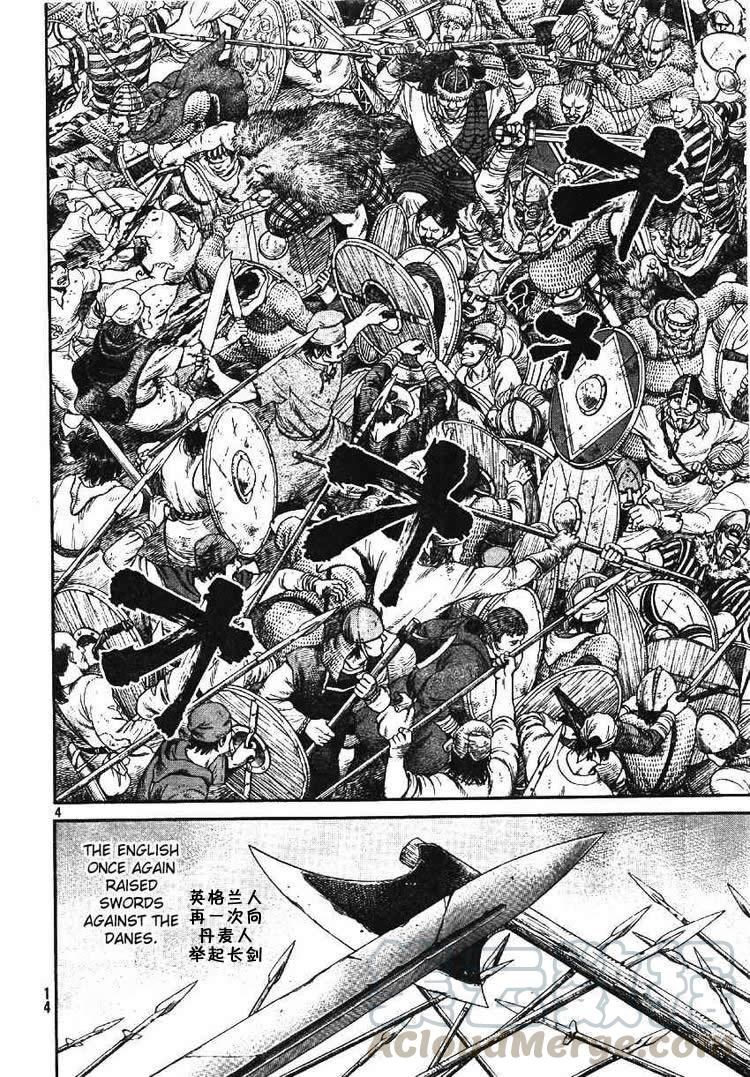 オ
オ
オ
オ
4
THE ENGLISH
ONCE AGAIN
RAISED
SWORDS
AGAINST THE
DANES.
英格兰人
再一次向
丹麦人
举起长剑
14
AcloudMerge.com